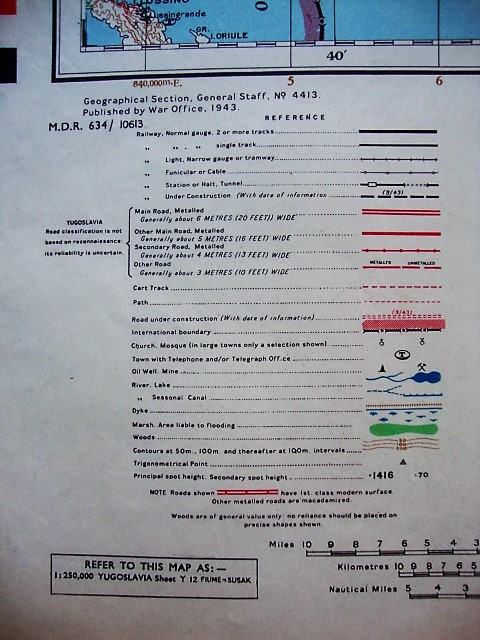 LUSSINO
Lussingrande
GR.
I. ORIULE
40'
840,000m.E. 5 6
Geographical Section, General Staff, Nº 4413.
Published by War Office, 1943.
M.D.R. 634/ 10613.
REFERENCE
Railway, Normal gauge, 2 or more tracks
„ „ „ single track
„ Light, Narrow gauge or tramway
„ Funicular or Cable
„ Station or Halt, Tunnel
„ Under Construction (With date of information) (9/43)
YUGOSLAVIA
Road classification is not
based on reconnaissance:
its reliability is uncertain.
Main Road, Metalled
Generally about 6 METRES (20 FEET) WIDE
Other Main Road, Metalled
Generally about 5 METRES (16 FEET) WIDE
Secondary Road, Metalled
Generally about 4 METRES (13 FEET) WIDE
Other Road METALLED UNMETALLED
Generally about 3 METRES (10 FEET) WIDE
Cart Track
Path
Road under construction (With date of information) (9/43)
International boundary
Church, Mosque (in large towns only a selection shown)
Town with Telephone and/or Telegraph Office T
Oil Well, Mine
River, Lake
„ Seasonal, Canal
Dyke
Marsh, Area liable to flooding
Woods
Contours at 50m., 100m. and thereafter at 100m. intervals 50 100 200
Trigonometrical Point
Principal spot height, Secondary spot height ·1416 ·70
NOTE Roads shown have 1st. class modern surface.
Other metalled roads are macadamized.
Woods are of general value only: no reliance should be placed on
precise shapes shown.
Miles 10 9 8 7 6 5 4 3
Kilometres 10 9 8 7 6 5
Nautical Miles 5 4 3
REFER TO THIS MAP AS:—
1:250,000 YUGOSLAVIA Sheet Y 12 FIUME-SUSAK